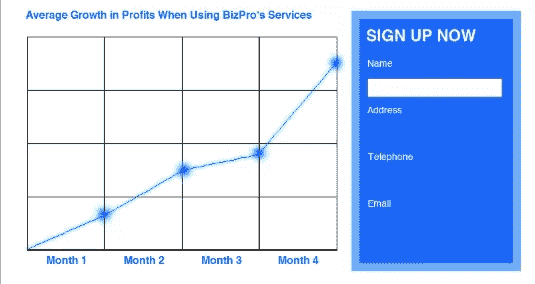 Average Growth in Profits When Using BizPro's Services
Month 1
Month 2
Month 3
Month 4
SIGN UP NOW
Name
Address
Telephone
Email